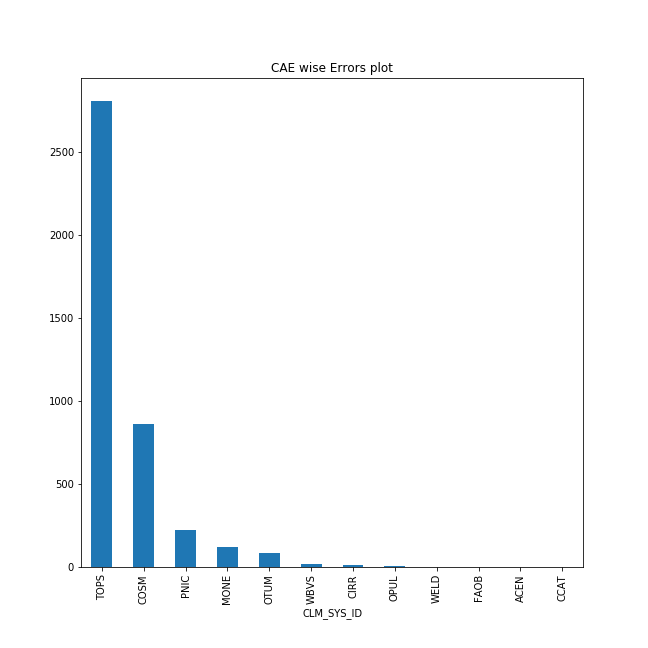 CAE wise Errors plot
2500
2000
1500
1000
500
0
TOPS
COSM
PNIC
MONE
OTUM
WBVS
CIRR
OPUL
WELD
FAOB
ACEN
CCAT
CLM_SYS_ID